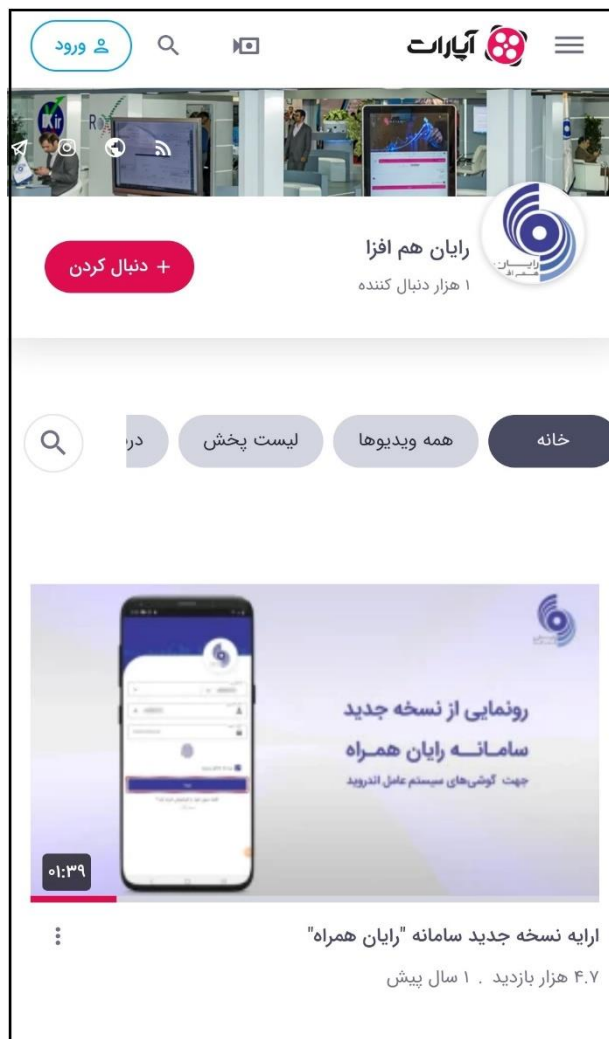 آپارات
ورود
رایان هم افزا
۱ هزار دنبال کننده
+ دنبال کردن
خانه
همه ویدیوها
لیست پخش
رونمایی از نسخه جدید
سامانــه رایان همــراه
جهت گوشی‌های سیستم عامل اندروید
۰۱:۳۹
ارایه نسخه جدید سامانه "رایان همراه"
۴.۷ هزار بازدید . ۱ سال پیش